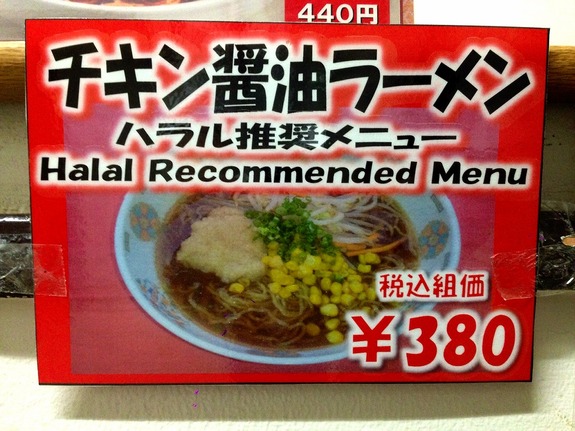 440円
チキン醤油ラーメン
ハラル推奨メニュー
Halal Recommended Menu
税込組価
¥380